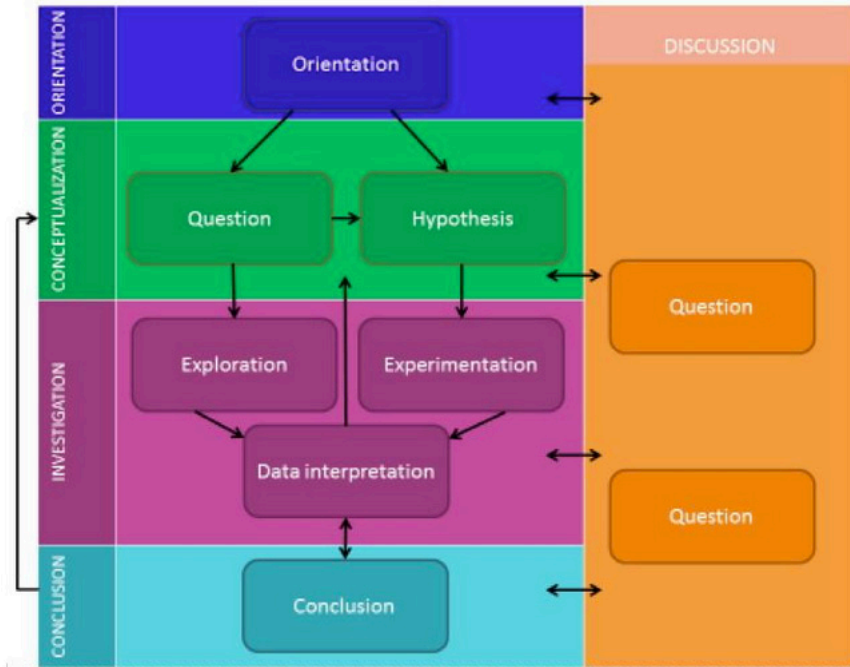 ORIENTATION
Orientation
DISCUSSION
CONCEPTUALIZATION
Question
Hypothesis
Question
INVESTIGATION
Exploration
Experimentation
Data interpretation
Question
CONCLUSION
Conclusion